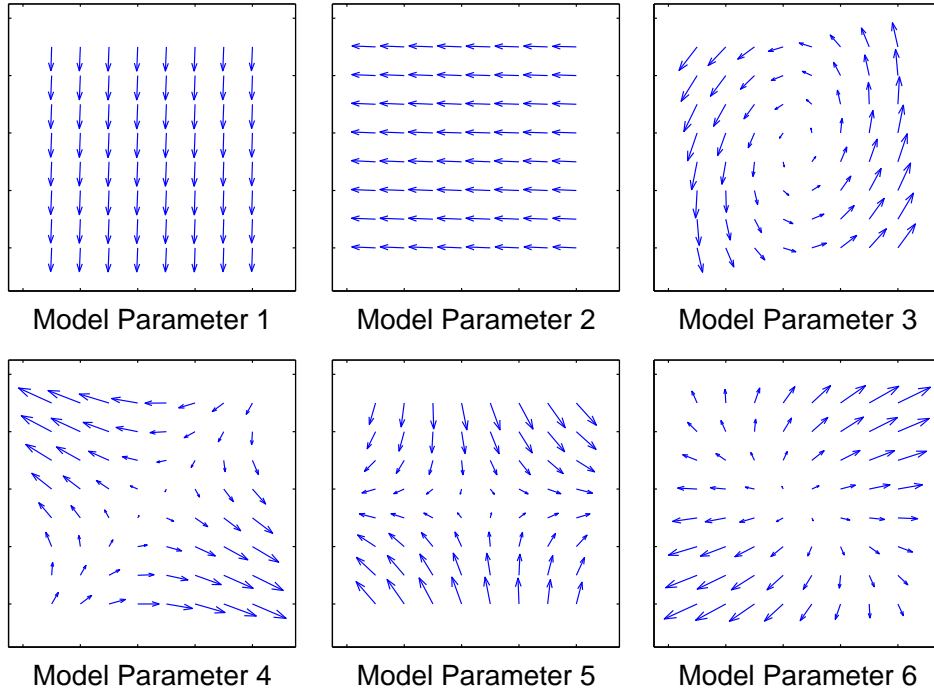 Model Parameter 1
Model Parameter 2
Model Parameter 3
Model Parameter 4
Model Parameter 5
Model Parameter 6